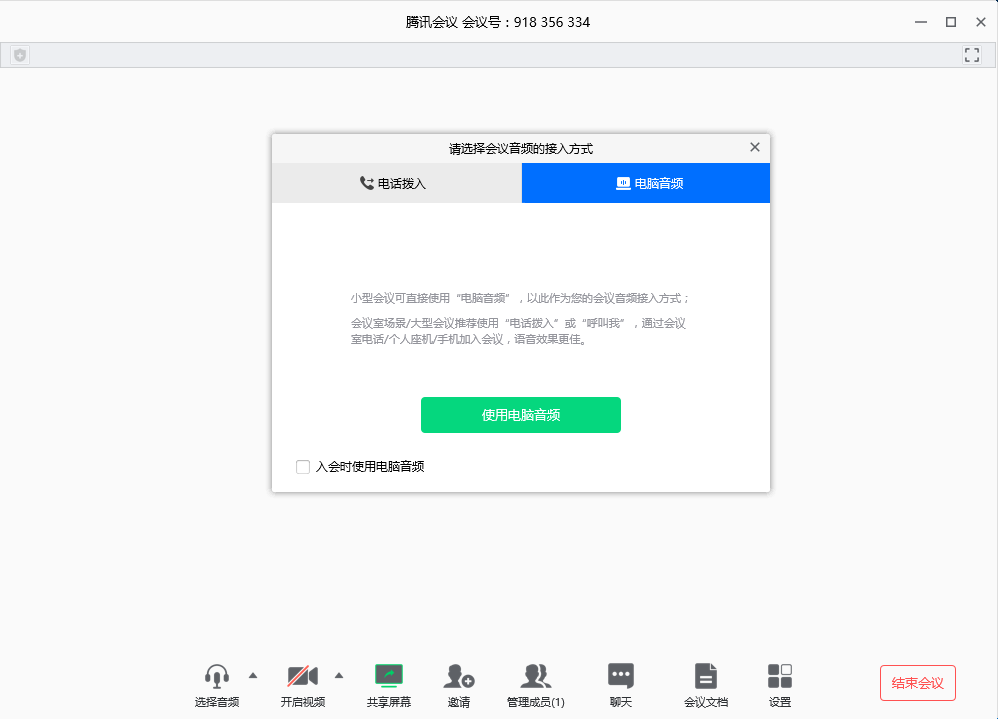 腾讯会议 会议号：918 356 334
请选择会议音频的接入方式
电话拨入
电脑音频
小型会议可直接使用“电脑音频”，以此作为您的会议音频接入方式；
会议室场景/大型会议推荐使用“电话拨入”或“呼叫我”，通过会议
室电话/个人座机/手机加入会议，语音效果更佳。
使用电脑音频
入会时使用电脑音频
选择音频
开启视频
共享屏幕
邀请
管理成员(1)
聊天
会议文档
设置
结束会议